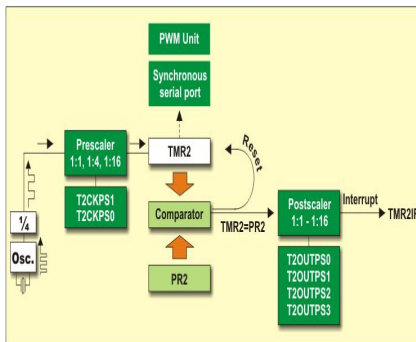 PWM Unit
Synchronous
serial port
Prescaler
1:1, 1:4, 1:16
TMR2
Reset
T2CKPS1
T2CKPS0
Comparator
TMR2=PR2
Postscaler
1:1 - 1:16
Interrupt
TMR2IF
1/4
Osc.
PR2
T2OUTPS0
T2OUTPS1
T2OUTPS2
T2OUTPS3